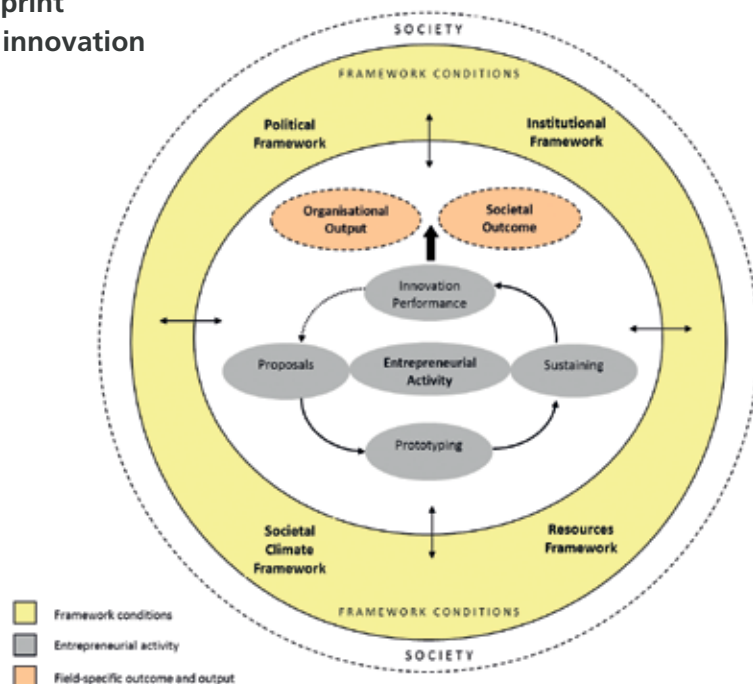 print
innovation
SOCIETY
FRAMEWORK CONDITIONS
Political
Framework
Institutional
Framework
Organisational
Output
Societal
Outcome
Innovation
Performance
Proposals
Entrepreneurial
Activity
Sustaining
Prototyping
Societal
Climate
Framework
Resources
Framework
FRAMEWORK CONDITIONS
SOCIETY
Framework conditions
Entrepreneurial activity
Field-specific outcome and output